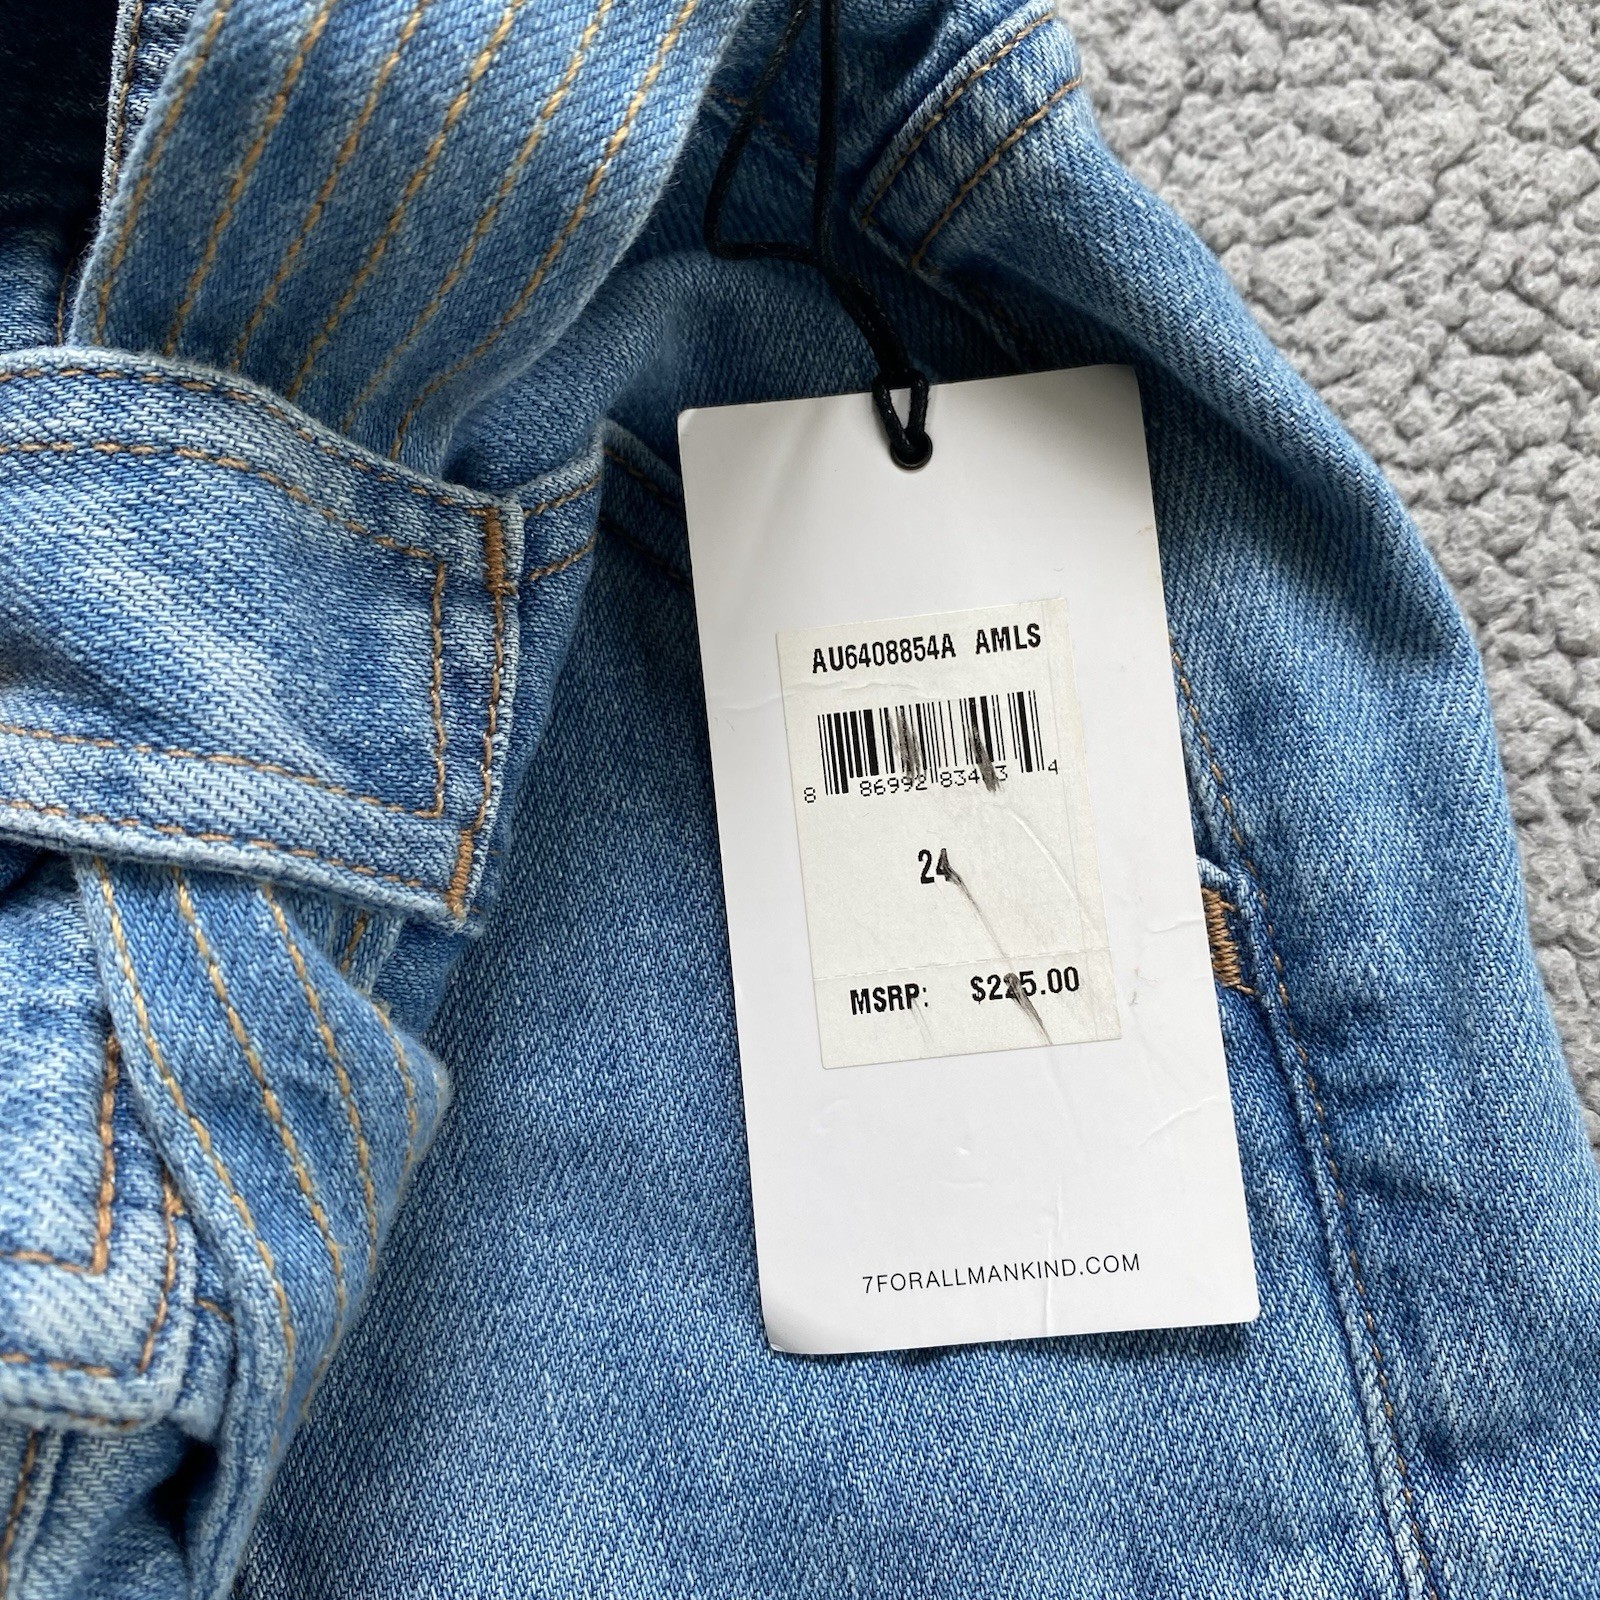 AU6408854A AMLS
8 86992 4
24
MSRP: $225.00
7FORALLMANKIND.COM